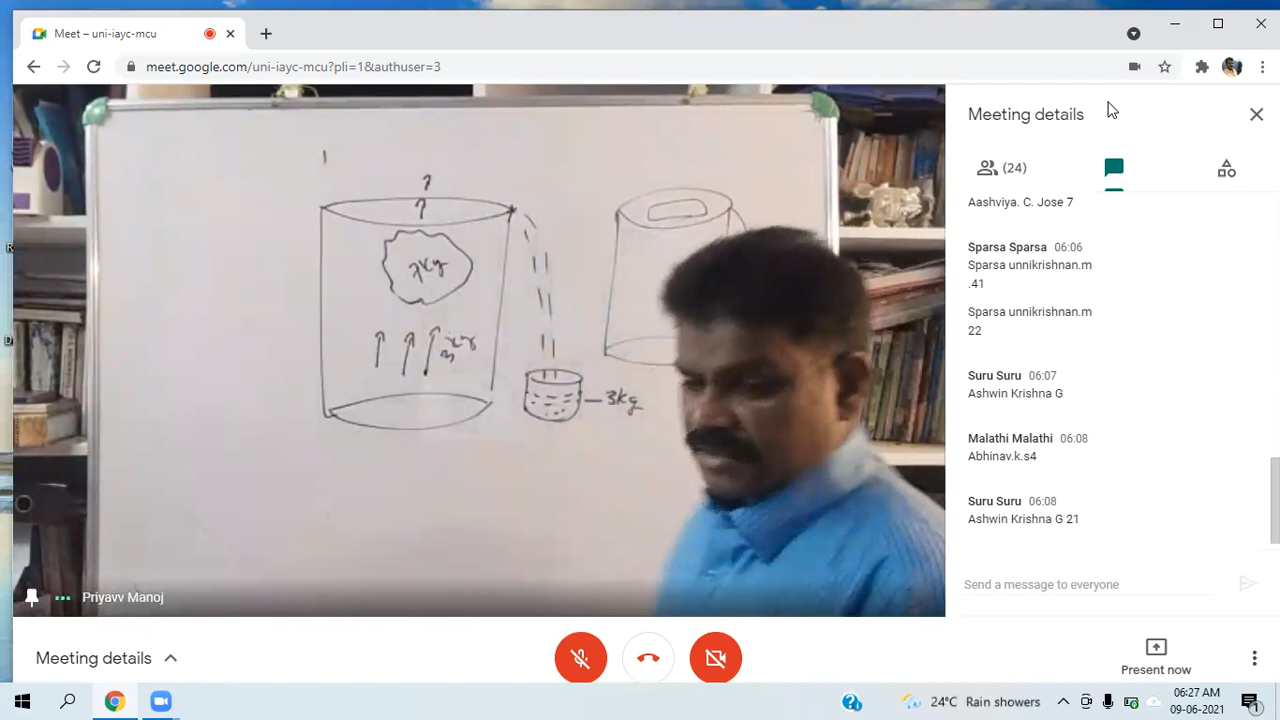 Meet – uni-iayc-mcu
meet.google.com/uni-iayc-mcu?pli=1&authuser=3
Meeting details
(24)
Aashviya. C. Jose 7
Sparsa Sparsa 06:06
Sparsa unnikrishnan.m
.41
Sparsa unnikrishnan.m
22
Suru Suru 06:07
Ashwin Krishna G
Malathi Malathi 06:08
Abhinav.k.s4
Suru Suru 06:08
Ashwin Krishna G 21
Send a message to everyone
3kg
Priyavv Manoj
Meeting details
Present now
24°C Rain showers
06:27 AM
09-06-2021
1